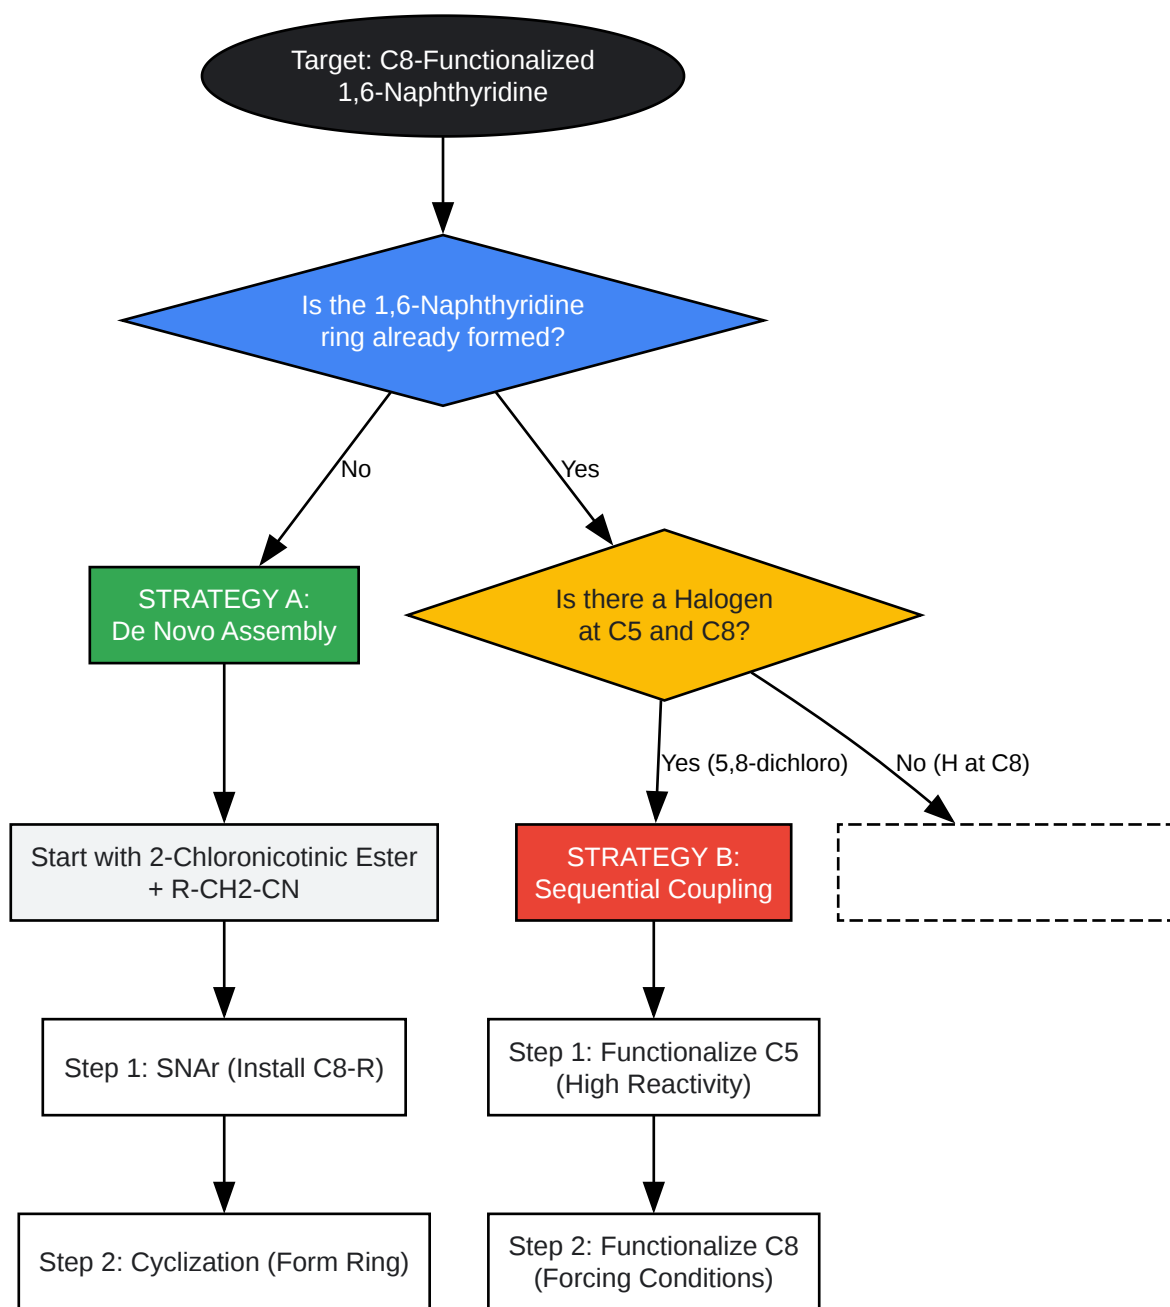 Target: C8-Functionalized
1,6-Naphthyridine
Is the 1,6-Naphthyridine
ring already formed?
No
Yes
STRATEGY A:
De Novo Assembly
Is there a Halogen
at C5 and C8?
Yes (5,8-dichloro)
No (H at C8)
Start with 2-Chloronicotinic Ester
+ R-CH2-CN
STRATEGY B:
Sequential Coupling
Step 1: SNAr (Install C8-R)
Step 1: Functionalize C5
(High Reactivity)
Step 2: Cyclization (Form Ring)
Step 2: Functionalize C8
(Forcing Conditions)